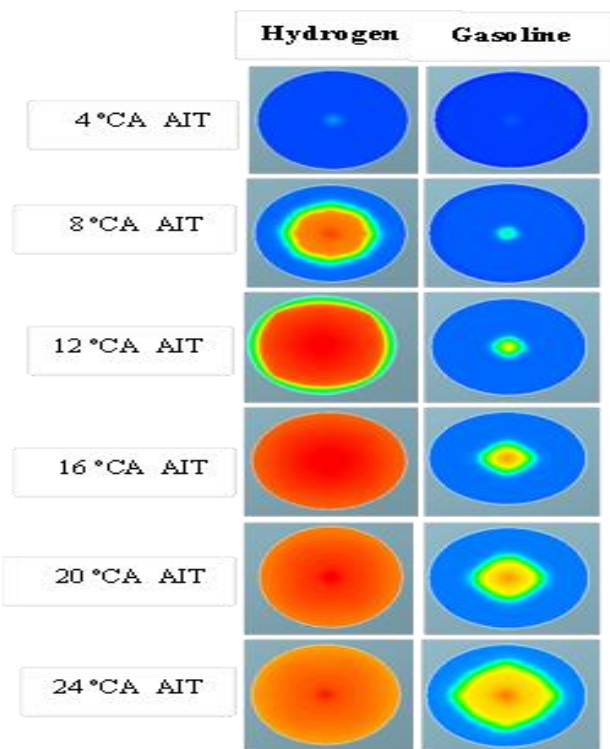 Hydrogen Gasoline
4 °CA AIT
8 °CA AIT
12 °CA AIT
16 °CA AIT
20 °CA AIT
24 °CA AIT